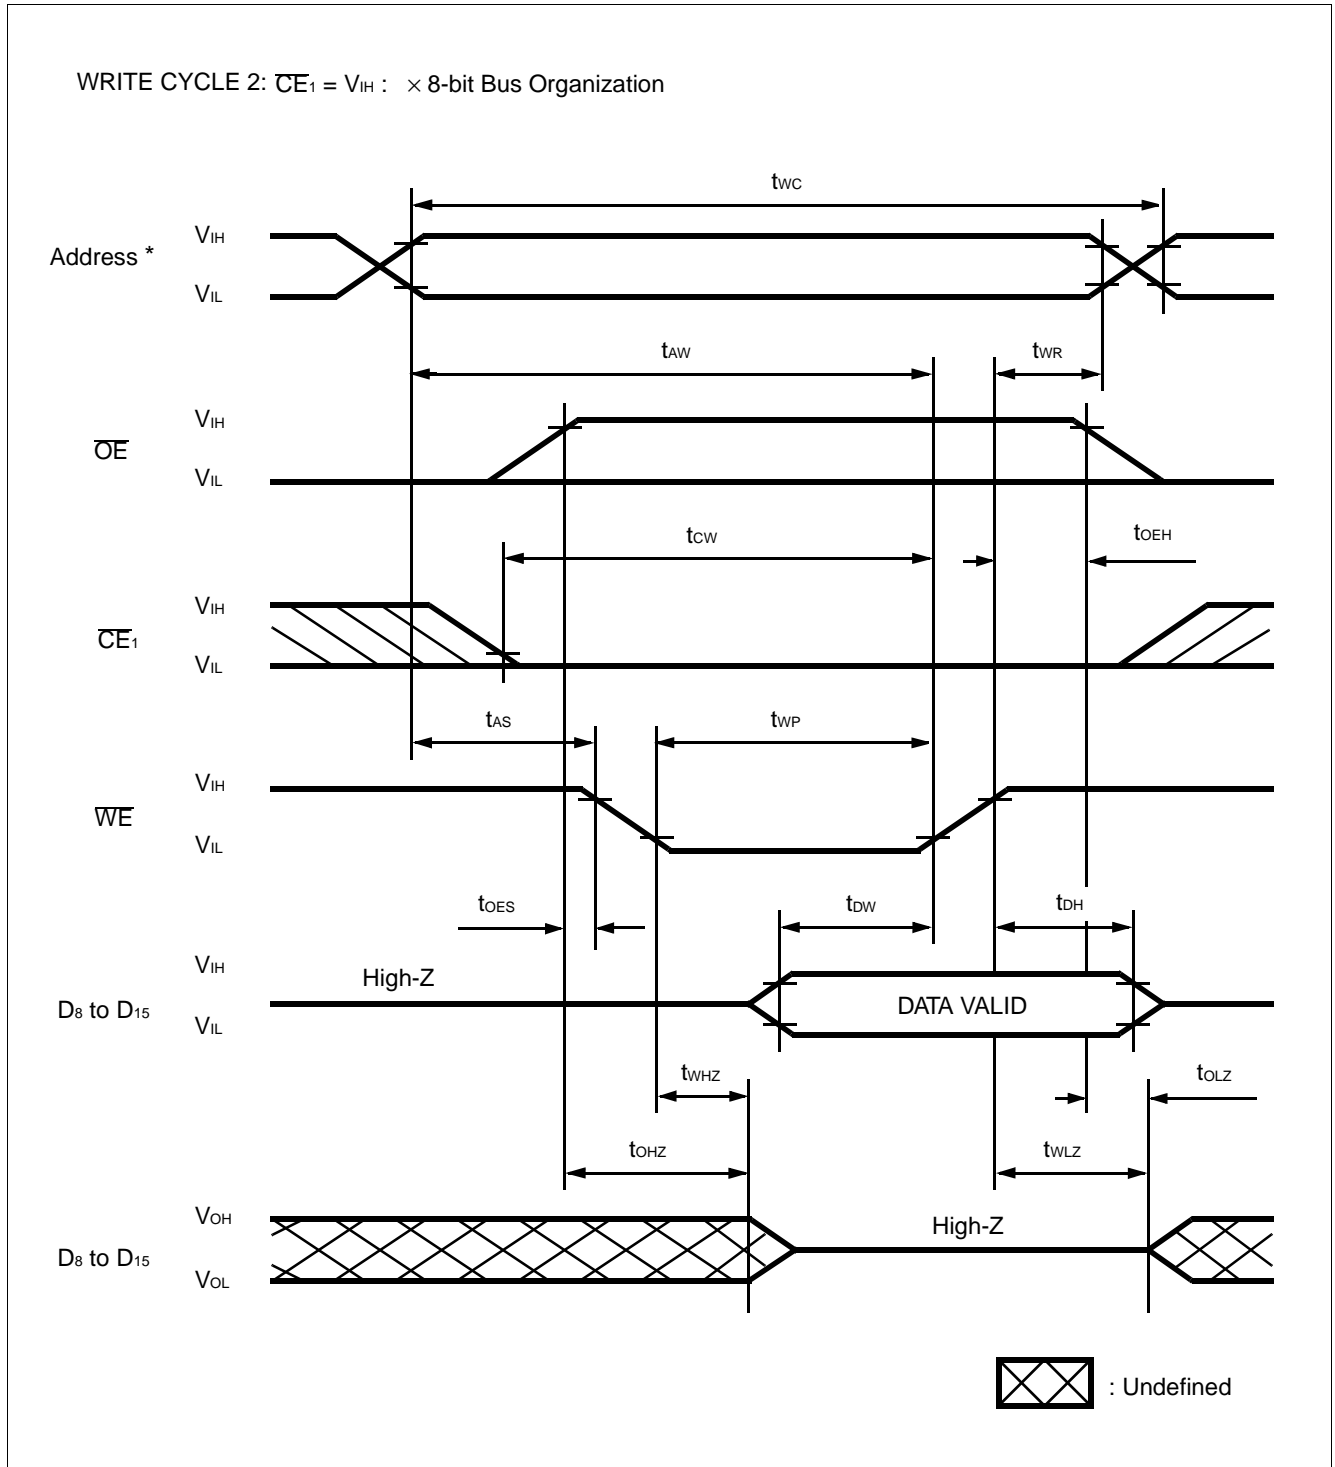 WRITE CYCLE 2: CE1 = VIH : × 8-bit Bus Organization
tWC
Address *
VIH
VIL
tAW
tWR
OE
VIH
VIL
tCW
tOEH
CE1
VIH
VIL
tAS
tWP
WE
VIH
VIL
tOES
tDW
tDH
D8 to D15
VIH
VIL
High-Z
DATA VALID
tWHZ
tOLZ
tOHZ
tWLZ
D8 to D15
VOH
VOL
High-Z
: Undefined